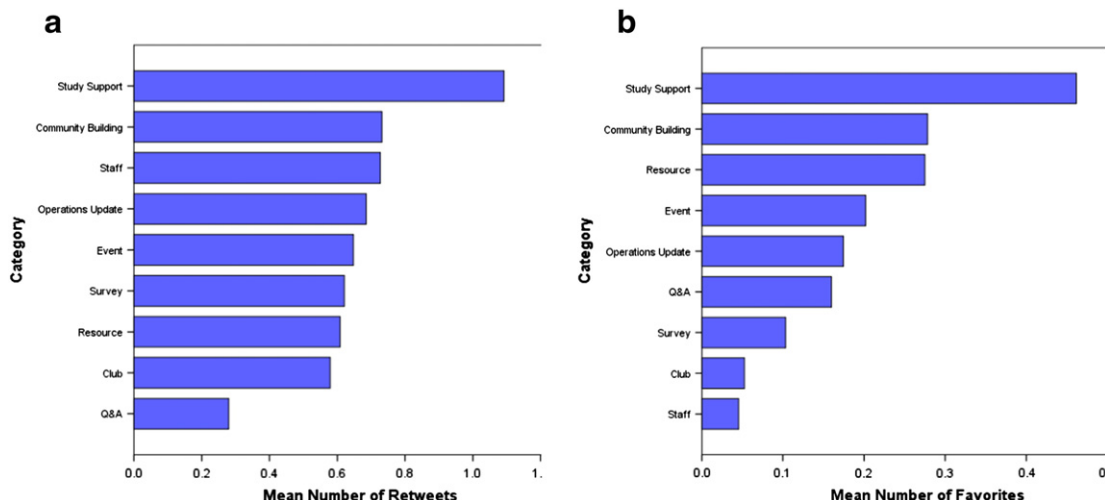 a
Study Support
Community Building
Staff
Operations Update
Event
Survey
Resource
Club
Q&A
Category
0.0 0.2 0.4 0.6 0.8 1.0 1.
Mean Number of Retweets
b
Study Support
Community Building
Resource
Event
Operations Update
Q&A
Survey
Club
Staff
Category
0.0 0.1 0.2 0.3 0.4 0
Mean Number of Favorites